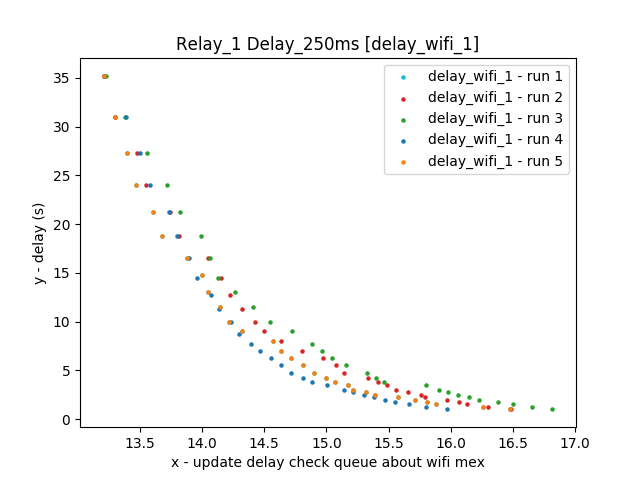 Relay_1 Delay_250ms [delay_wifi_1]
delay_wifi_1 - run 1
delay_wifi_1 - run 2
delay_wifi_1 - run 3
delay_wifi_1 - run 4
delay_wifi_1 - run 5
y - delay (s)
35
30
25
20
15
10
5
0
13.5 14.0 14.5 15.0 15.5 16.0 16.5 17.0
x - update delay check queue about wifi mex